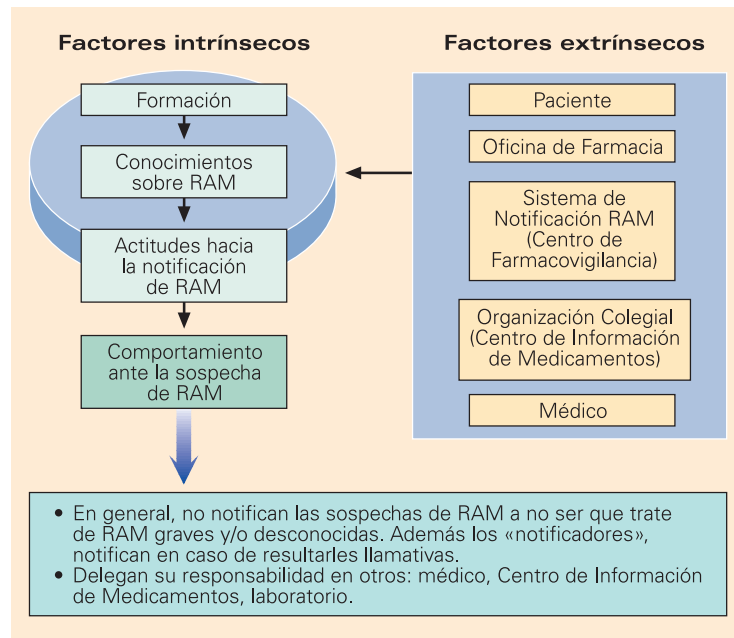 Factores intrínsecos
Formación
Conocimientos
sobre RAM
Actitudes hacia
la notificación
de RAM
Comportamiento
ante la sospecha
de RAM
Factores extrínsecos
Paciente
Oficina de Farmacia
Sistema de
Notificación RAM
(Centro de
Farmacovigilancia)
Organización Colegial
(Centro de Información
de Medicamentos)
Médico
• En general, no notifican las sospechas de RAM a no ser que trate
de RAM graves y/o desconocidas. Además los «notificadores»,
notifican en caso de resultarles llamativas.
• Delegan su responsabilidad en otros: médico, Centro de Información
de Medicamentos, laboratorio.